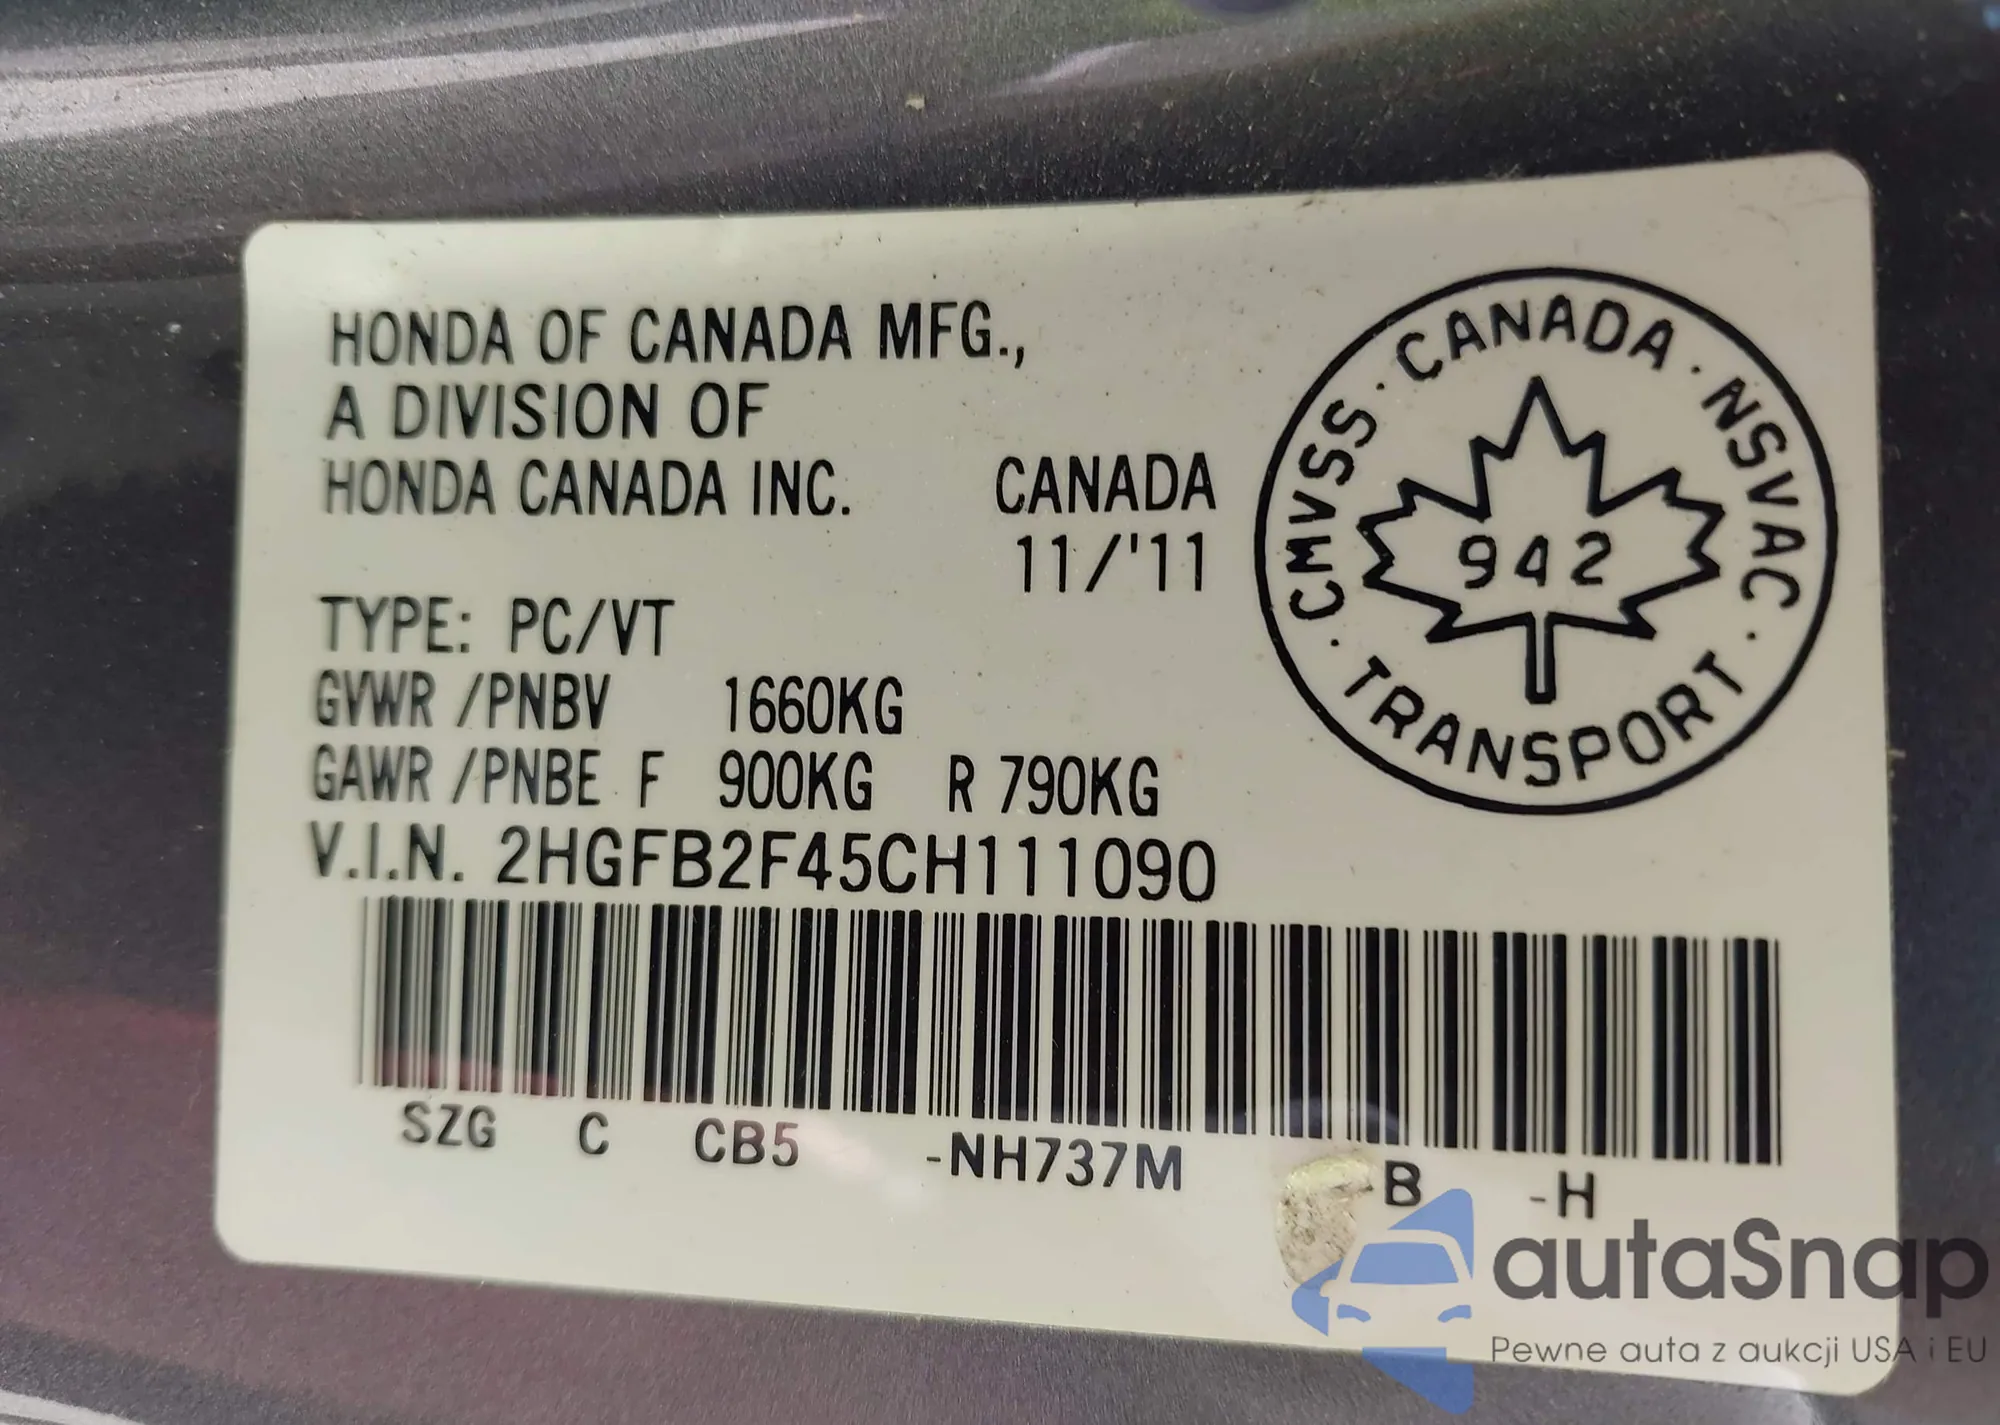 HONDA OF CANADA MFG.,
A DIVISION OF
HONDA CANADA INC. CANADA
11/'11
TYPE: PC/VT
GVWR /PNBV 1660KG
GAWR /PNBE F 900KG R 790KG
V.I.N. 2HGFB2F45CH111090
SZG C CB5 -NH737M B -H
CMVSS · CANADA · NSVAC · TRANSPORT ·
942
autaSnap
Pewne auta z aukcji USA i EU